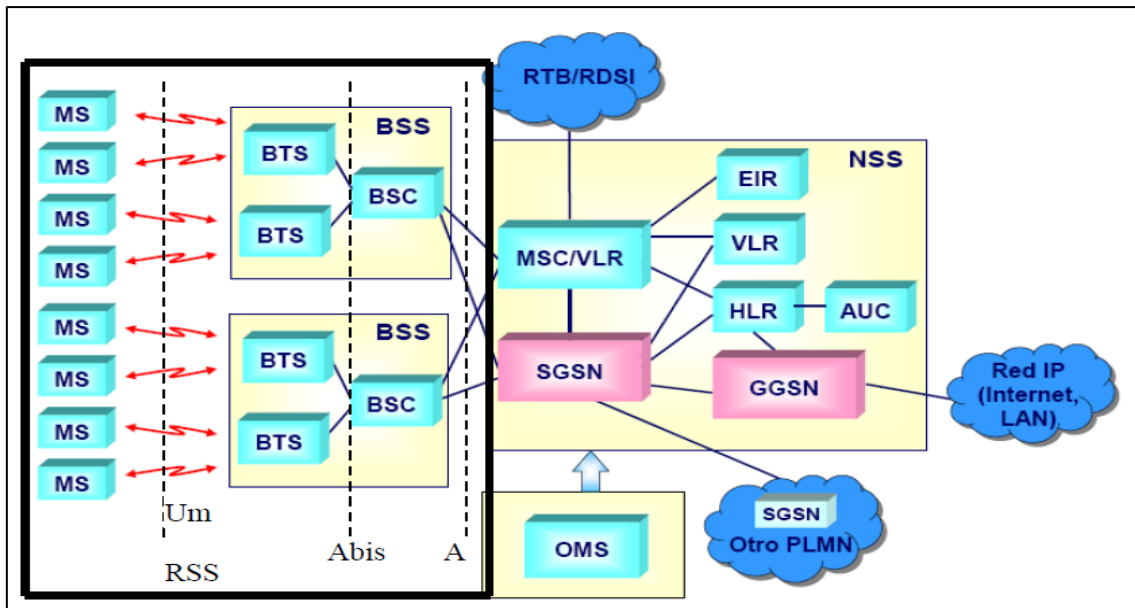 RTB/RDSI
MS
MS
MS
MS
MS
MS
MS
MS
BSS
BTS
BTS
BSC
BSS
BTS
BTS
BSC
Um
Abis
A
RSS
NSS
EIR
MSC/VLR
VLR
HLR
AUC
SGSN
GGSN
Red IP
(Internet,
LAN)
OMS
SGSN
Otro PLMN